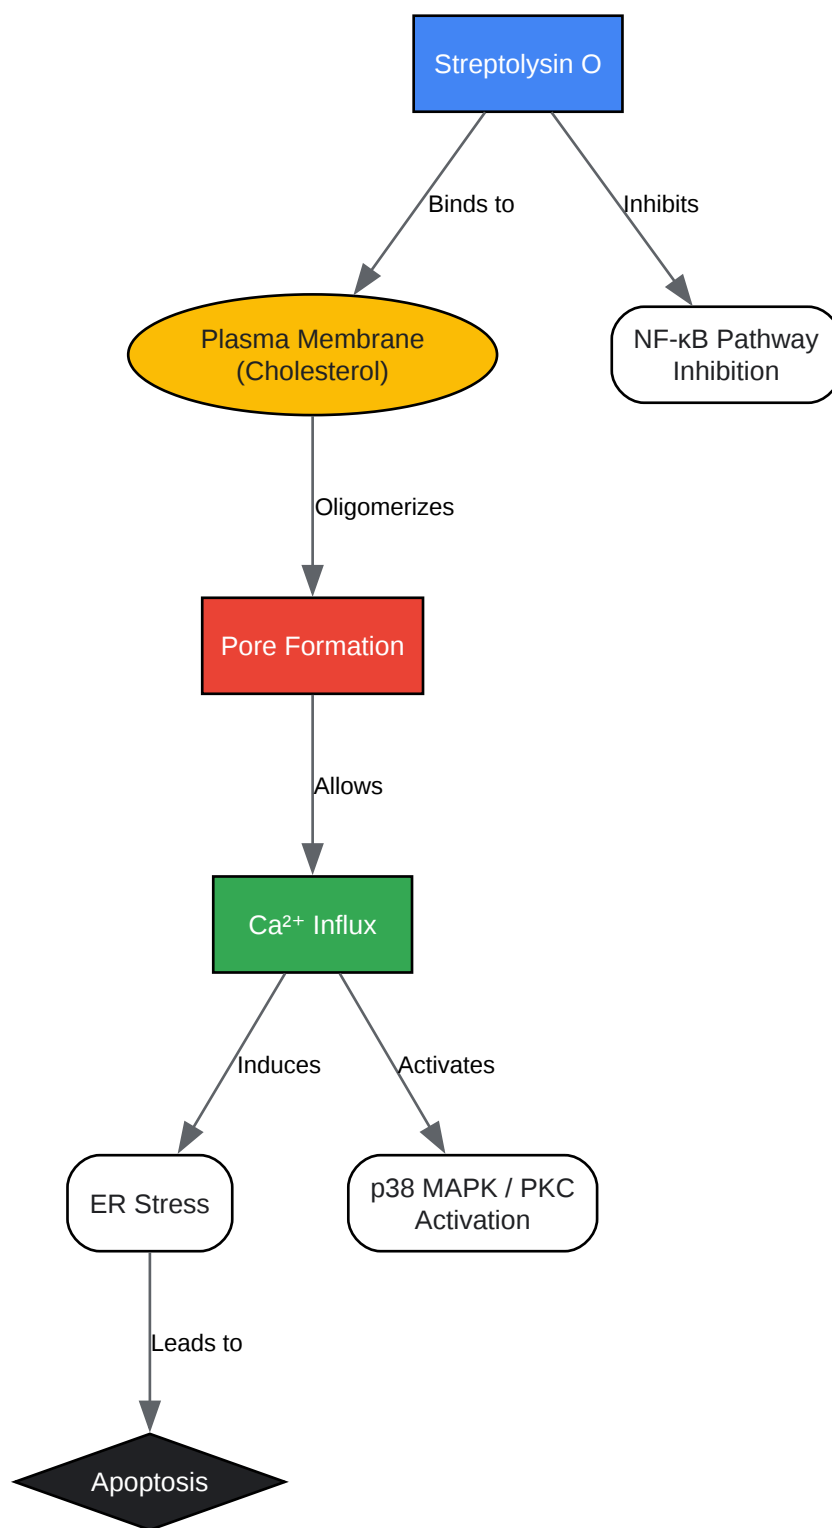 Streptolysin O
Binds to
Inhibits
Plasma Membrane
(Cholesterol)
NF-κB Pathway
Inhibition
Oligomerizes
Pore Formation
Allows
Ca²⁺ Influx
Induces
Activates
ER Stress
p38 MAPK / PKC
Activation
Leads to
Apoptosis